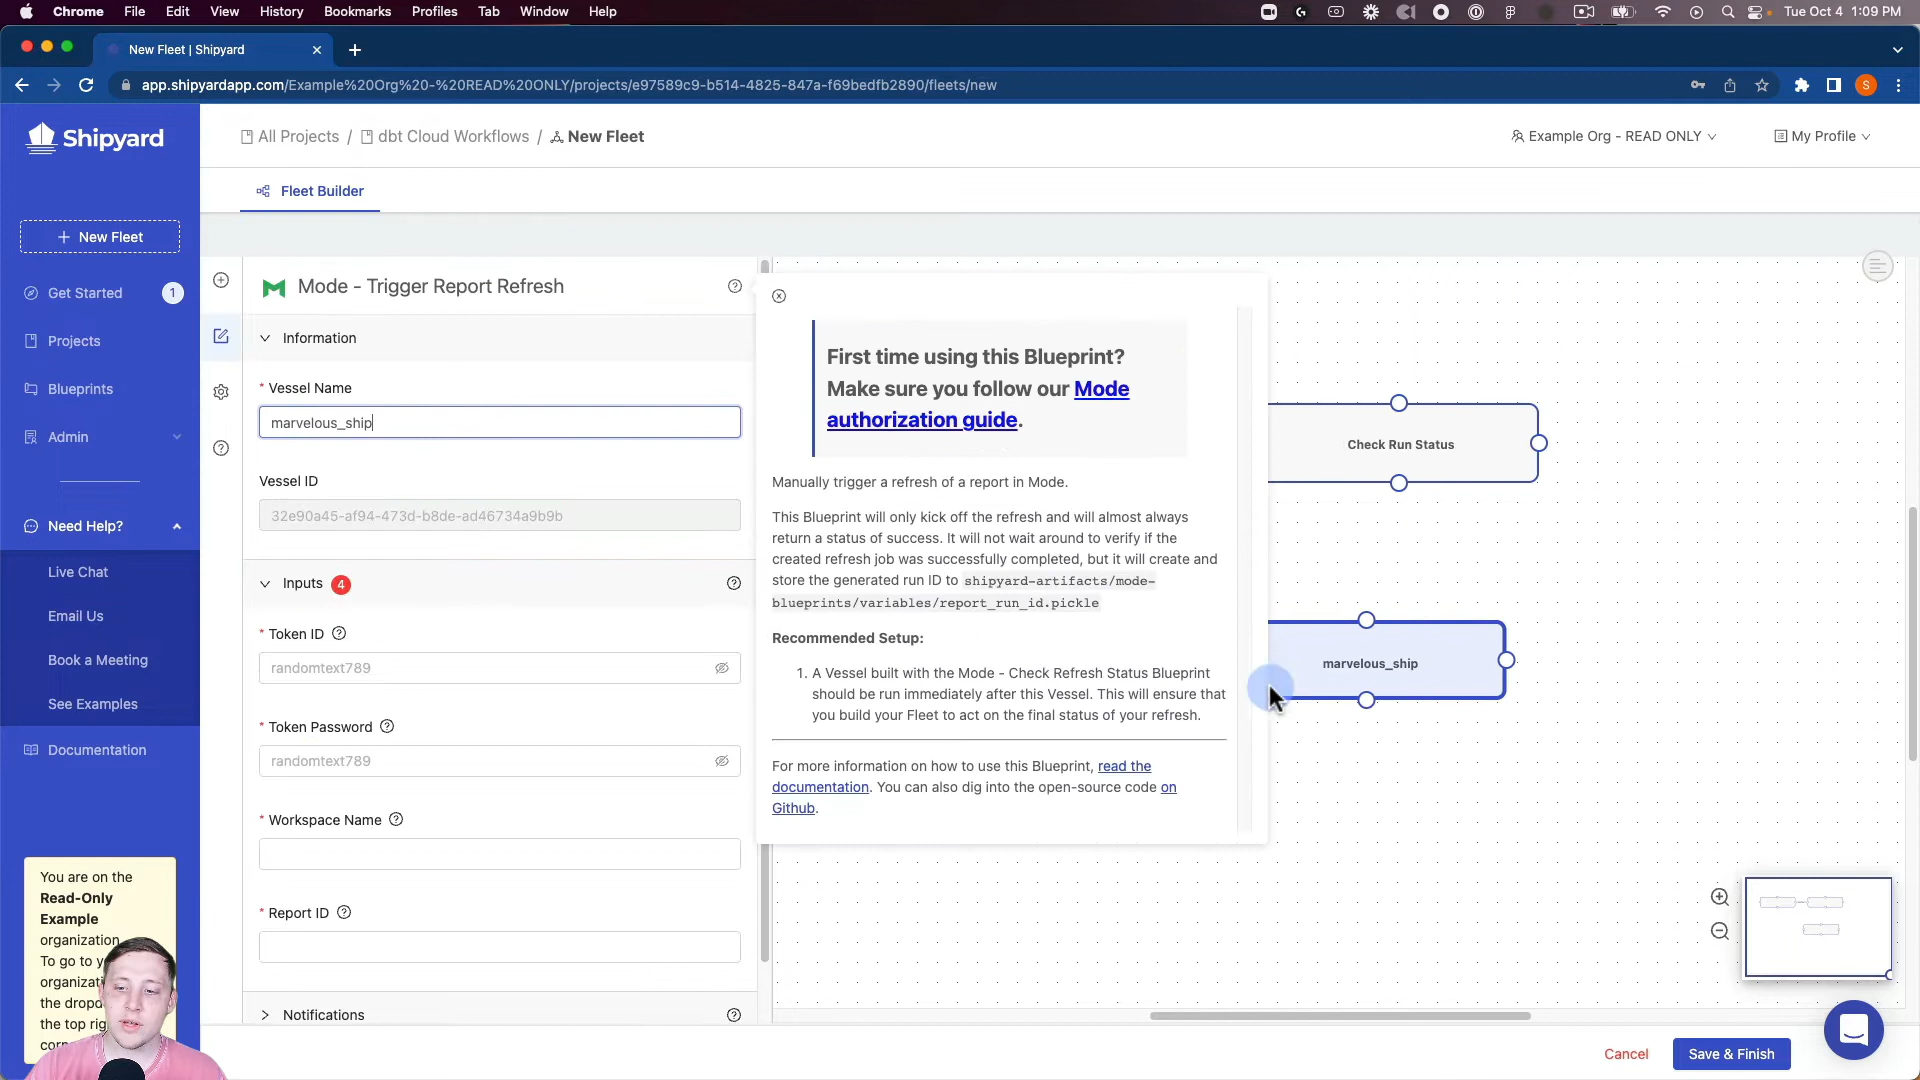 Chrome File Edit View History Bookmarks Profiles Tab Window Help
Tue Oct 4 1:09 PM
New Fleet | Shipyard
app.shipyardapp.com/Example%20Org%20-%20READ%20ONLY/projects/e97589c9-b514-4825-847a-f69bedfb2890/fleets/new
S
Shipyard
All Projects / dbt Cloud Workflows / New Fleet
Example Org - READ ONLY
My Profile
Fleet Builder
New Fleet
Get Started 1
Projects
Blueprints
Admin
Need Help?
Live Chat
Email Us
Book a Meeting
See Examples
Documentation
You are on the
Read-Only
Example
organization
To go to
the
the top
Mode - Trigger Report Refresh
Information
* Vessel Name
marvelous_ship
Vessel ID
32e90a45-af94-473d-b8de-ad46734a9b9b
Inputs 4
* Token ID
randomtext789
* Token Password
randomtext789
* Workspace Name
* Report ID
Notifications
First time using this Blueprint?
Make sure you follow our Mode
authorization guide.
Manually trigger a refresh of a report in Mode.
This Blueprint will only kick off the refresh and will almost always
return a status of success. It will not wait around to verify if the
created refresh job was successfully completed, but it will create and
store the generated run ID to shipyard-artifacts/mode-
blueprints/variables/report_run_id.pickle
Recommended Setup:
1. A Vessel built with the Mode - Check Refresh Status Blueprint
should be run immediately after this Vessel. This will ensure that
you build your Fleet to act on the final status of your refresh.
For more information on how to use this Blueprint, read the
documentation. You can also dig into the open-source code on
Github.
Check Run Status
marvelous_ship
Cancel
Save & Finish